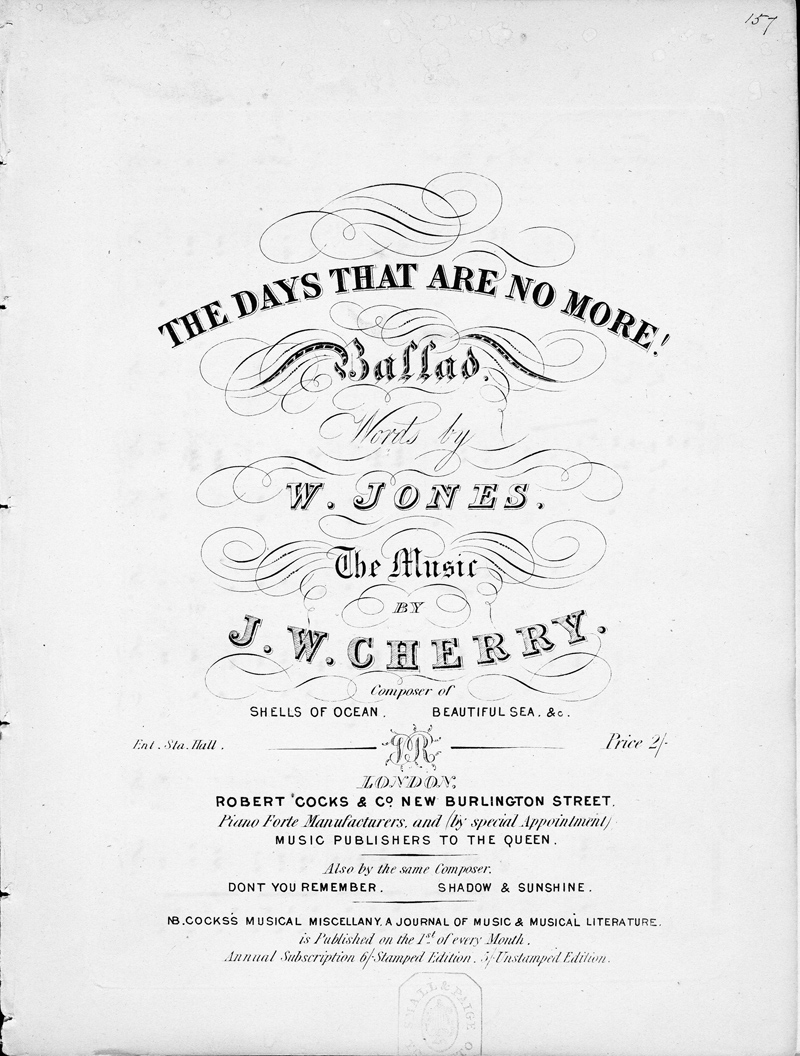 157
THE DAYS THAT ARE NO MORE!
Ballad.
Words by
W. JONES.
The Music
BY
J. W. CHERRY.
Composer of
SHELLS OF OCEAN. BEAUTIFUL SEA. &c.
Ent. Sta. Hall. Price 2/-
LONDON,
ROBERT COCKS & Co. NEW BURLINGTON STREET.
Piano Forte Manufacturers, and (by special Appointment)
MUSIC PUBLISHERS TO THE QUEEN.
Also by the same Composer.
DONT YOU REMEMBER. SHADOW & SUNSHINE.
NB. COCKS'S MUSICAL MISCELLANY, A JOURNAL OF MUSIC & MUSICAL LITERATURE.
is Published on the 1st. of every Month.
Annual Subscription 6/- Stamped Edition. 5/- Unstamped Edition.
SMALL & PAIGE